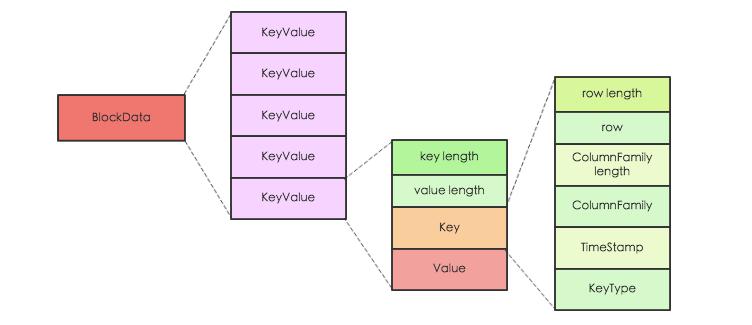 BlockData
KeyValue
KeyValue
KeyValue
KeyValue
KeyValue
key length
value length
Key
Value
row length
row
ColumnFamily
length
ColumnFamily
TimeStamp
KeyType